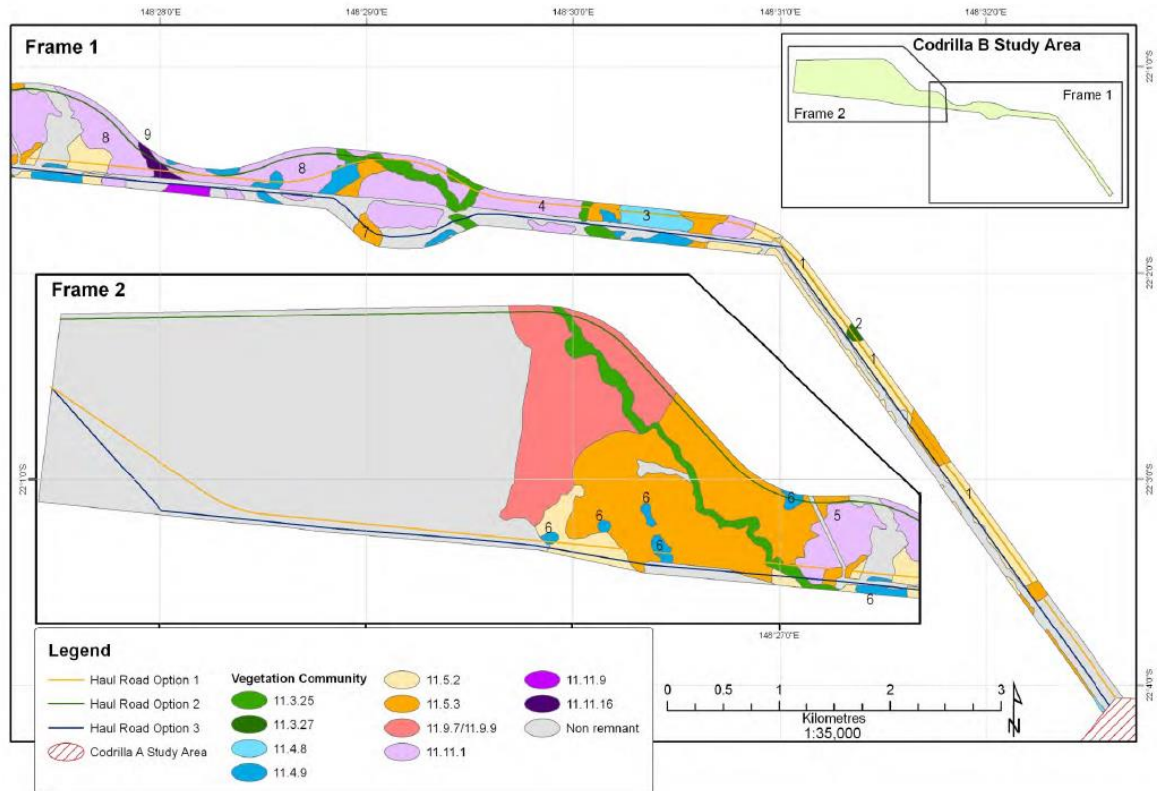 148°28'0"E
148°29'0"E
148°30'0"E
148°31'0"E
148°32'0"E
Frame 1
Codrilla B Study Area
Frame 1
Frame 2
22°1'0"S
9
8
8
4
3
7
1
22°2'0"S
Frame 2
2
1
22°1'0"S
6
5
1
22°3'0"S
6
6
6
6
6
148°27'0"E
22°4'0"S
Legend
Haul Road Option 1
Haul Road Option 2
Haul Road Option 3
Codrilla A Study Area
Vegetation Community
11.3.25
11.3.27
11.4.8
11.4.9
11.5.2
11.5.3
11.9.7/11.9.9
11.11.1
11.11.9
11.11.16
Non remnant
0 0.5 1 2 3
Kilometres
1:35,000
N